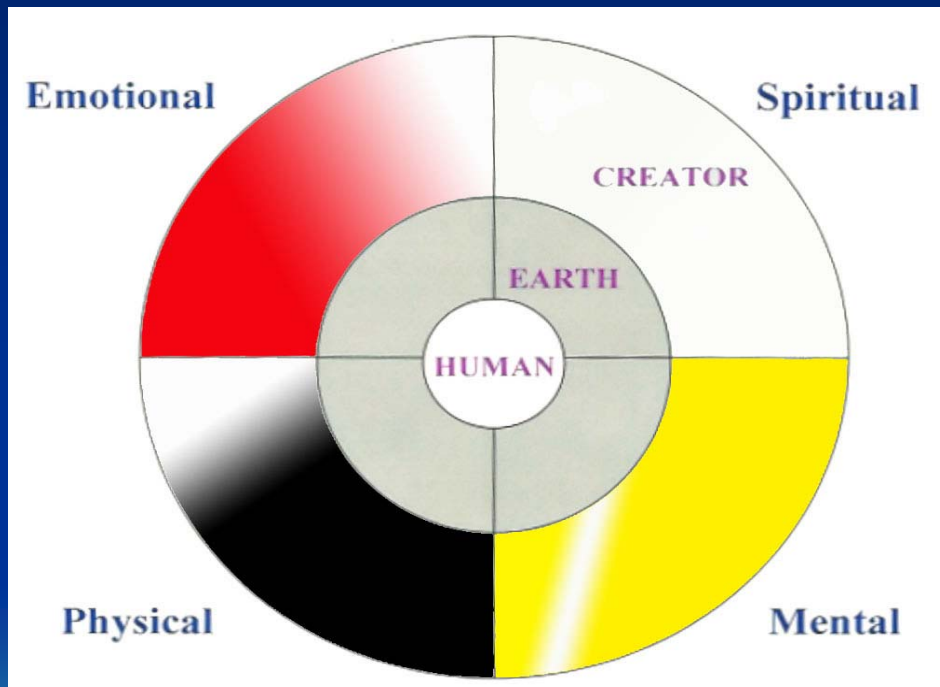 Emotional
Spiritual
CREATOR
EARTH
HUMAN
Physical
Mental